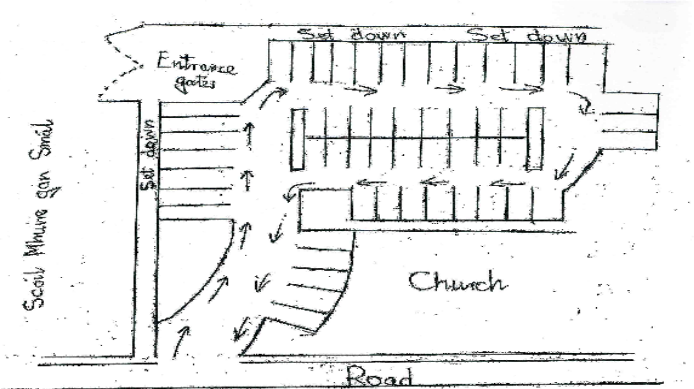 Set down
Set down
Entrance
gates
Set down
Scoil Mhuire gan Smál
Church
Road